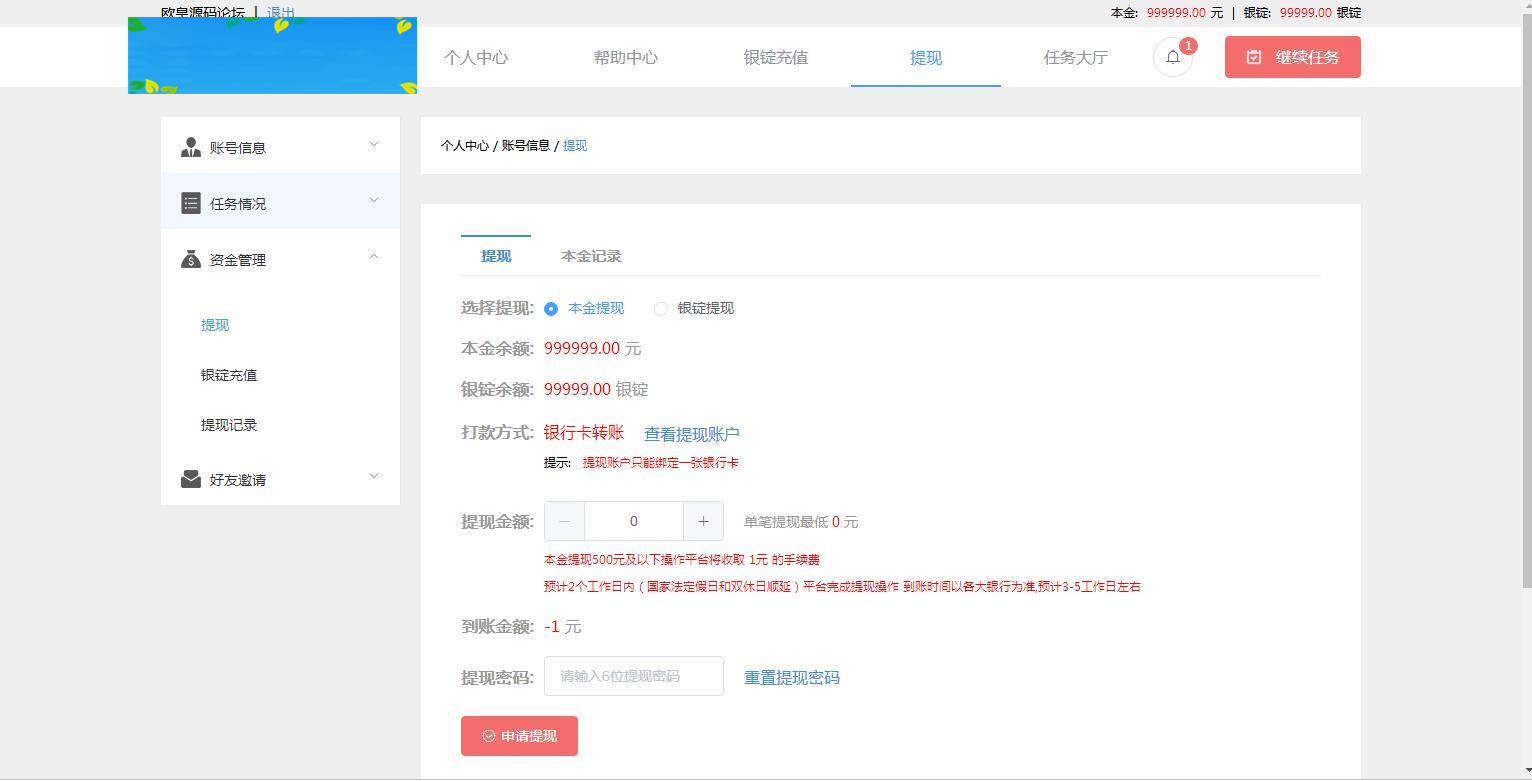 欧皇源码论坛 | 退出
本金: 999999.00 元 | 银锭: 99999.00 银锭
个人中心 帮助中心 银锭充值 提现 任务大厅 1 继续任务
账号信息
任务情况
资金管理
提现
银锭充值
提现记录
好友邀请
个人中心 / 账号信息 / 提现
提现 本金记录
选择提现: 本金提现 银锭提现
本金余额: 999999.00 元
银锭余额: 99999.00 银锭
打款方式: 银行卡转账 查看提现账户
提示: 提现账户只能绑定一张银行卡
提现金额: − 0 + 单笔提现最低 0 元
本金提现500元及以下操作平台将收取 1元 的手续费
预计2个工作日内（国家法定假日和双休日顺延）平台完成提现操作 到账时间以各大银行为准,预计3-5工作日左右
到账金额: -1 元
提现密码: 请输入6位提现密码 重置提现密码
申请提现